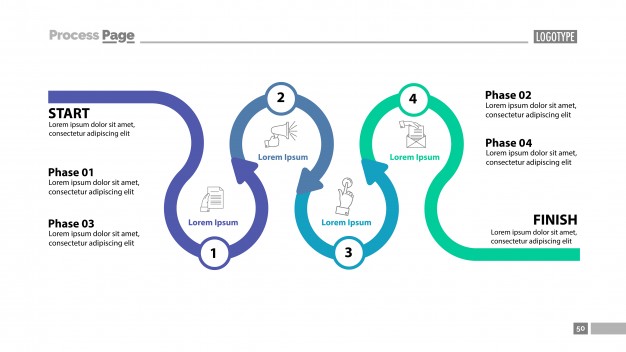 Process Page
LOGOTYPE
START
Lorem ipsum dolor sit amet,
consectetur adipiscing elit
Phase 01
Lorem ipsum dolor sit amet,
consectetur adipiscing elit
Phase 03
Lorem ipsum dolor sit amet,
consectetur adipiscing elit
Lorem Ipsum
1
2
Lorem Ipsum
Lorem Ipsum
3
4
Lorem Ipsum
Phase 02
Lorem ipsum dolor sit amet,
consectetur adipiscing elit
Phase 04
Lorem ipsum dolor sit amet,
consectetur adipiscing elit
FINISH
Lorem ipsum dolor sit amet,
consectetur adipiscing elit
50